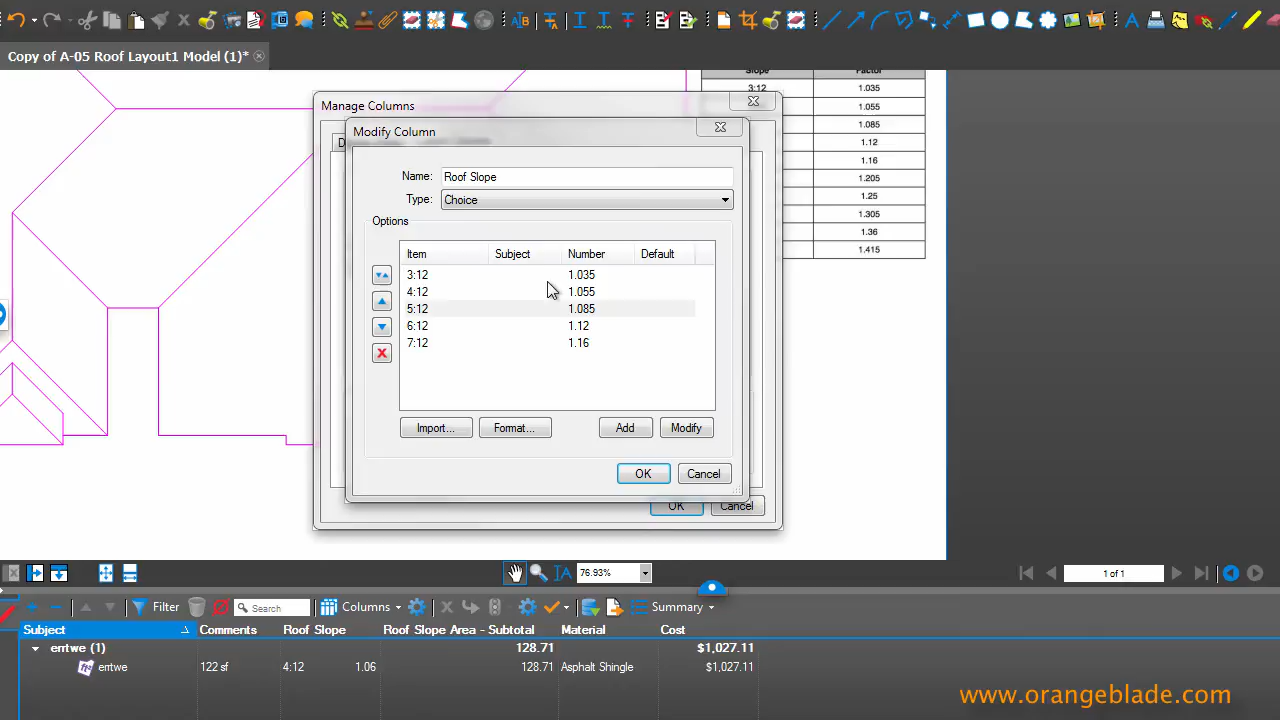 Copy of A-05 Roof Layout1 Model (1)*
Slope Factor
3:12 1.035
1.055
1.085
1.12
1.16
1.205
1.25
1.305
1.36
1.415
Manage Columns
Modify Column
Name: Roof Slope
Type: Choice
Options
Item Subject Number Default
3:12 1.035
4:12 1.055
5:12 1.085
6:12 1.12
7:12 1.16
Import... Format... Add Modify
OK Cancel
OK Cancel
76.93%
1 of 1
Filter Search Columns Summary
Subject Comments Roof Slope Roof Slope Area - Subtotal Material Cost
errtwe (1) 128.71 $1,027.11
errtwe 122 sf 4:12 1.06 128.71 Asphalt Shingle $1,027.11
www.orangeblade.com